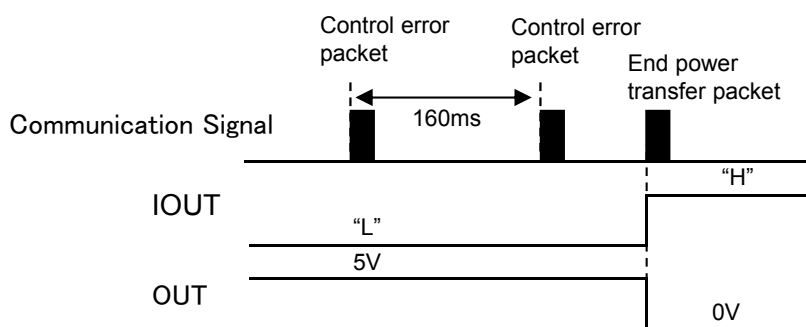 Control error
packet
Control error
packet
End power
transfer packet
160ms
Communication Signal
“H”
IOUT
“L”
5V
OUT
0V